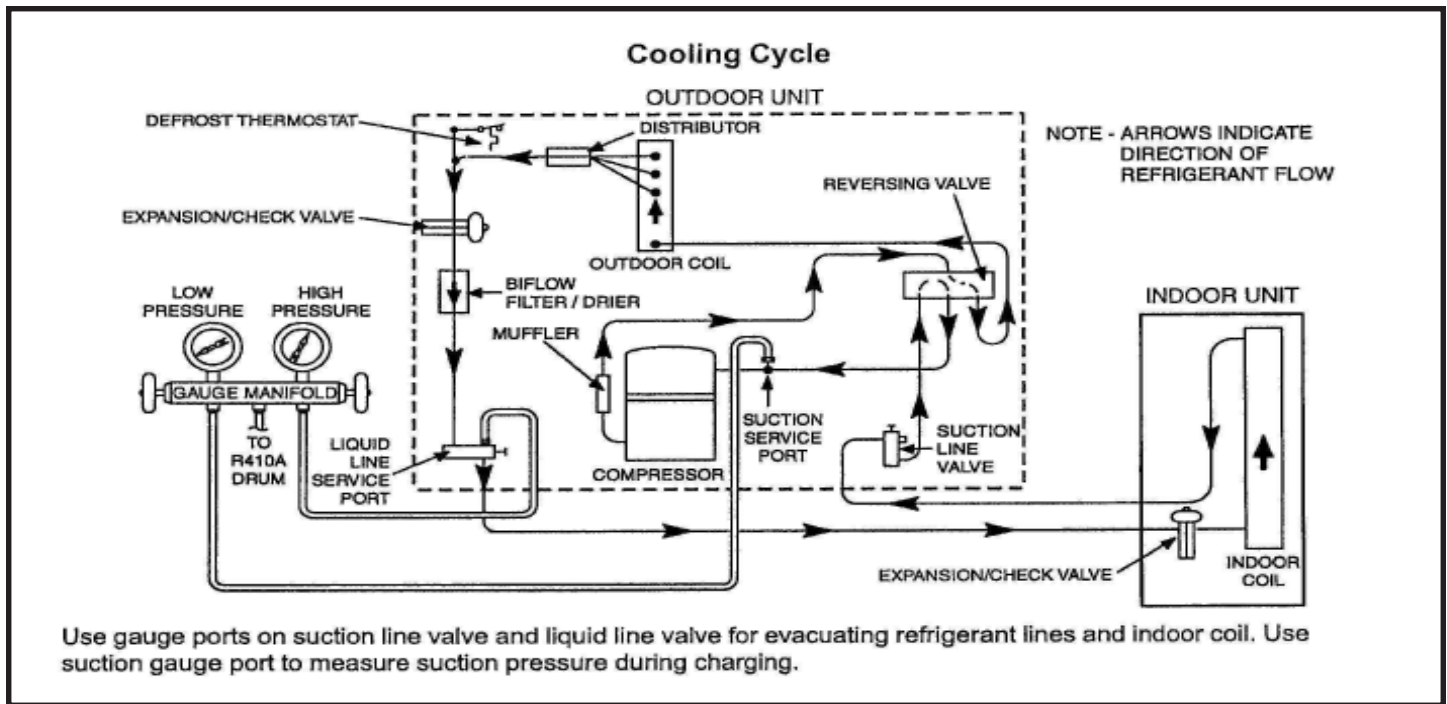 Cooling Cycle
OUTDOOR UNIT
DEFROST THERMOSTAT
DISTRIBUTOR
NOTE - ARROWS INDICATE
DIRECTION OF
REFRIGERANT FLOW
REVERSING VALVE
EXPANSION/CHECK VALVE
OUTDOOR COIL
BIFLOW
FILTER / DRIER
LOW
PRESSURE
HIGH
PRESSURE
INDOOR UNIT
MUFFLER
GAUGE MANIFOLD
TO
R410A
DRUM
LIQUID
LINE
SERVICE
PORT
COMPRESSOR
SUCTION
SERVICE
PORT
SUCTION
LINE
VALVE
EXPANSION/CHECK VALVE
INDOOR
COIL
Use gauge ports on suction line valve and liquid line valve for evacuating refrigerant lines and indoor coil. Use
suction gauge port to measure suction pressure during charging.